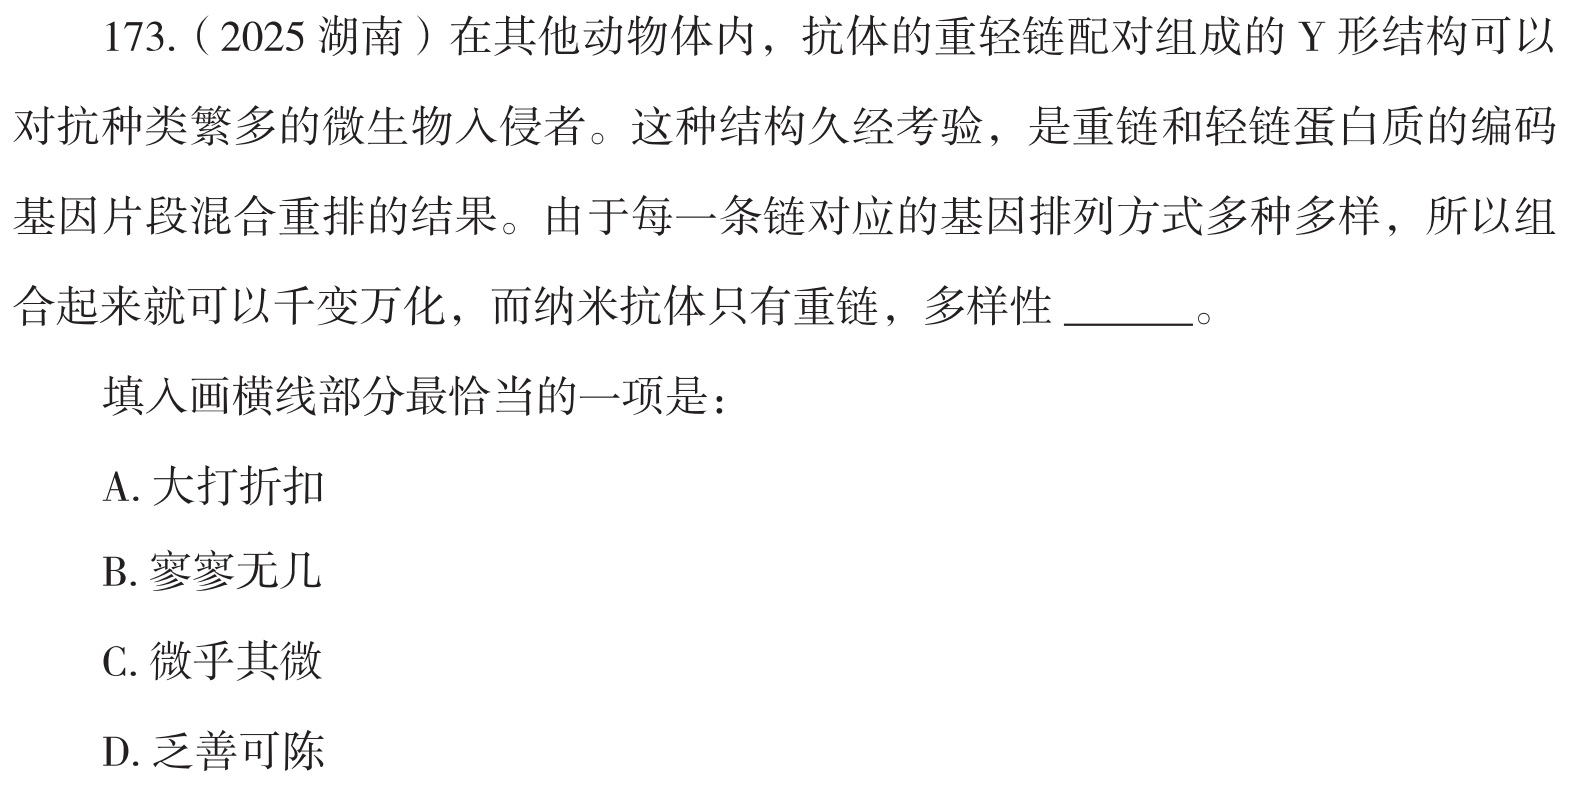 173.（2025 湖南）在其他动物体内，抗体的重轻链配对组成的 Y 形结构可以
对抗种类繁多的微生物入侵者。这种结构久经考验，是重链和轻链蛋白质的编码
基因片段混合重排的结果。由于每一条链对应的基因排列方式多种多样，所以组
合起来就可以千变万化，而纳米抗体只有重链，多样性 ______。
填入画横线部分最恰当的一项是：
A. 大打折扣
B. 寥寥无几
C. 微乎其微
D. 乏善可陈